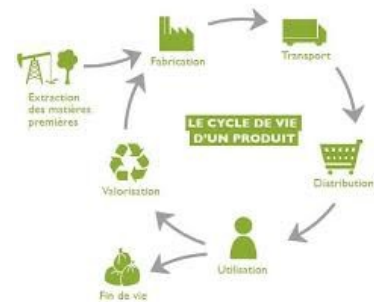 Fabrication
Transport
Extraction
des matières
premières
LE CYCLE DE VIE
D'UN PRODUIT
Valorisation
Distribution
Utilisation
Fin de vie